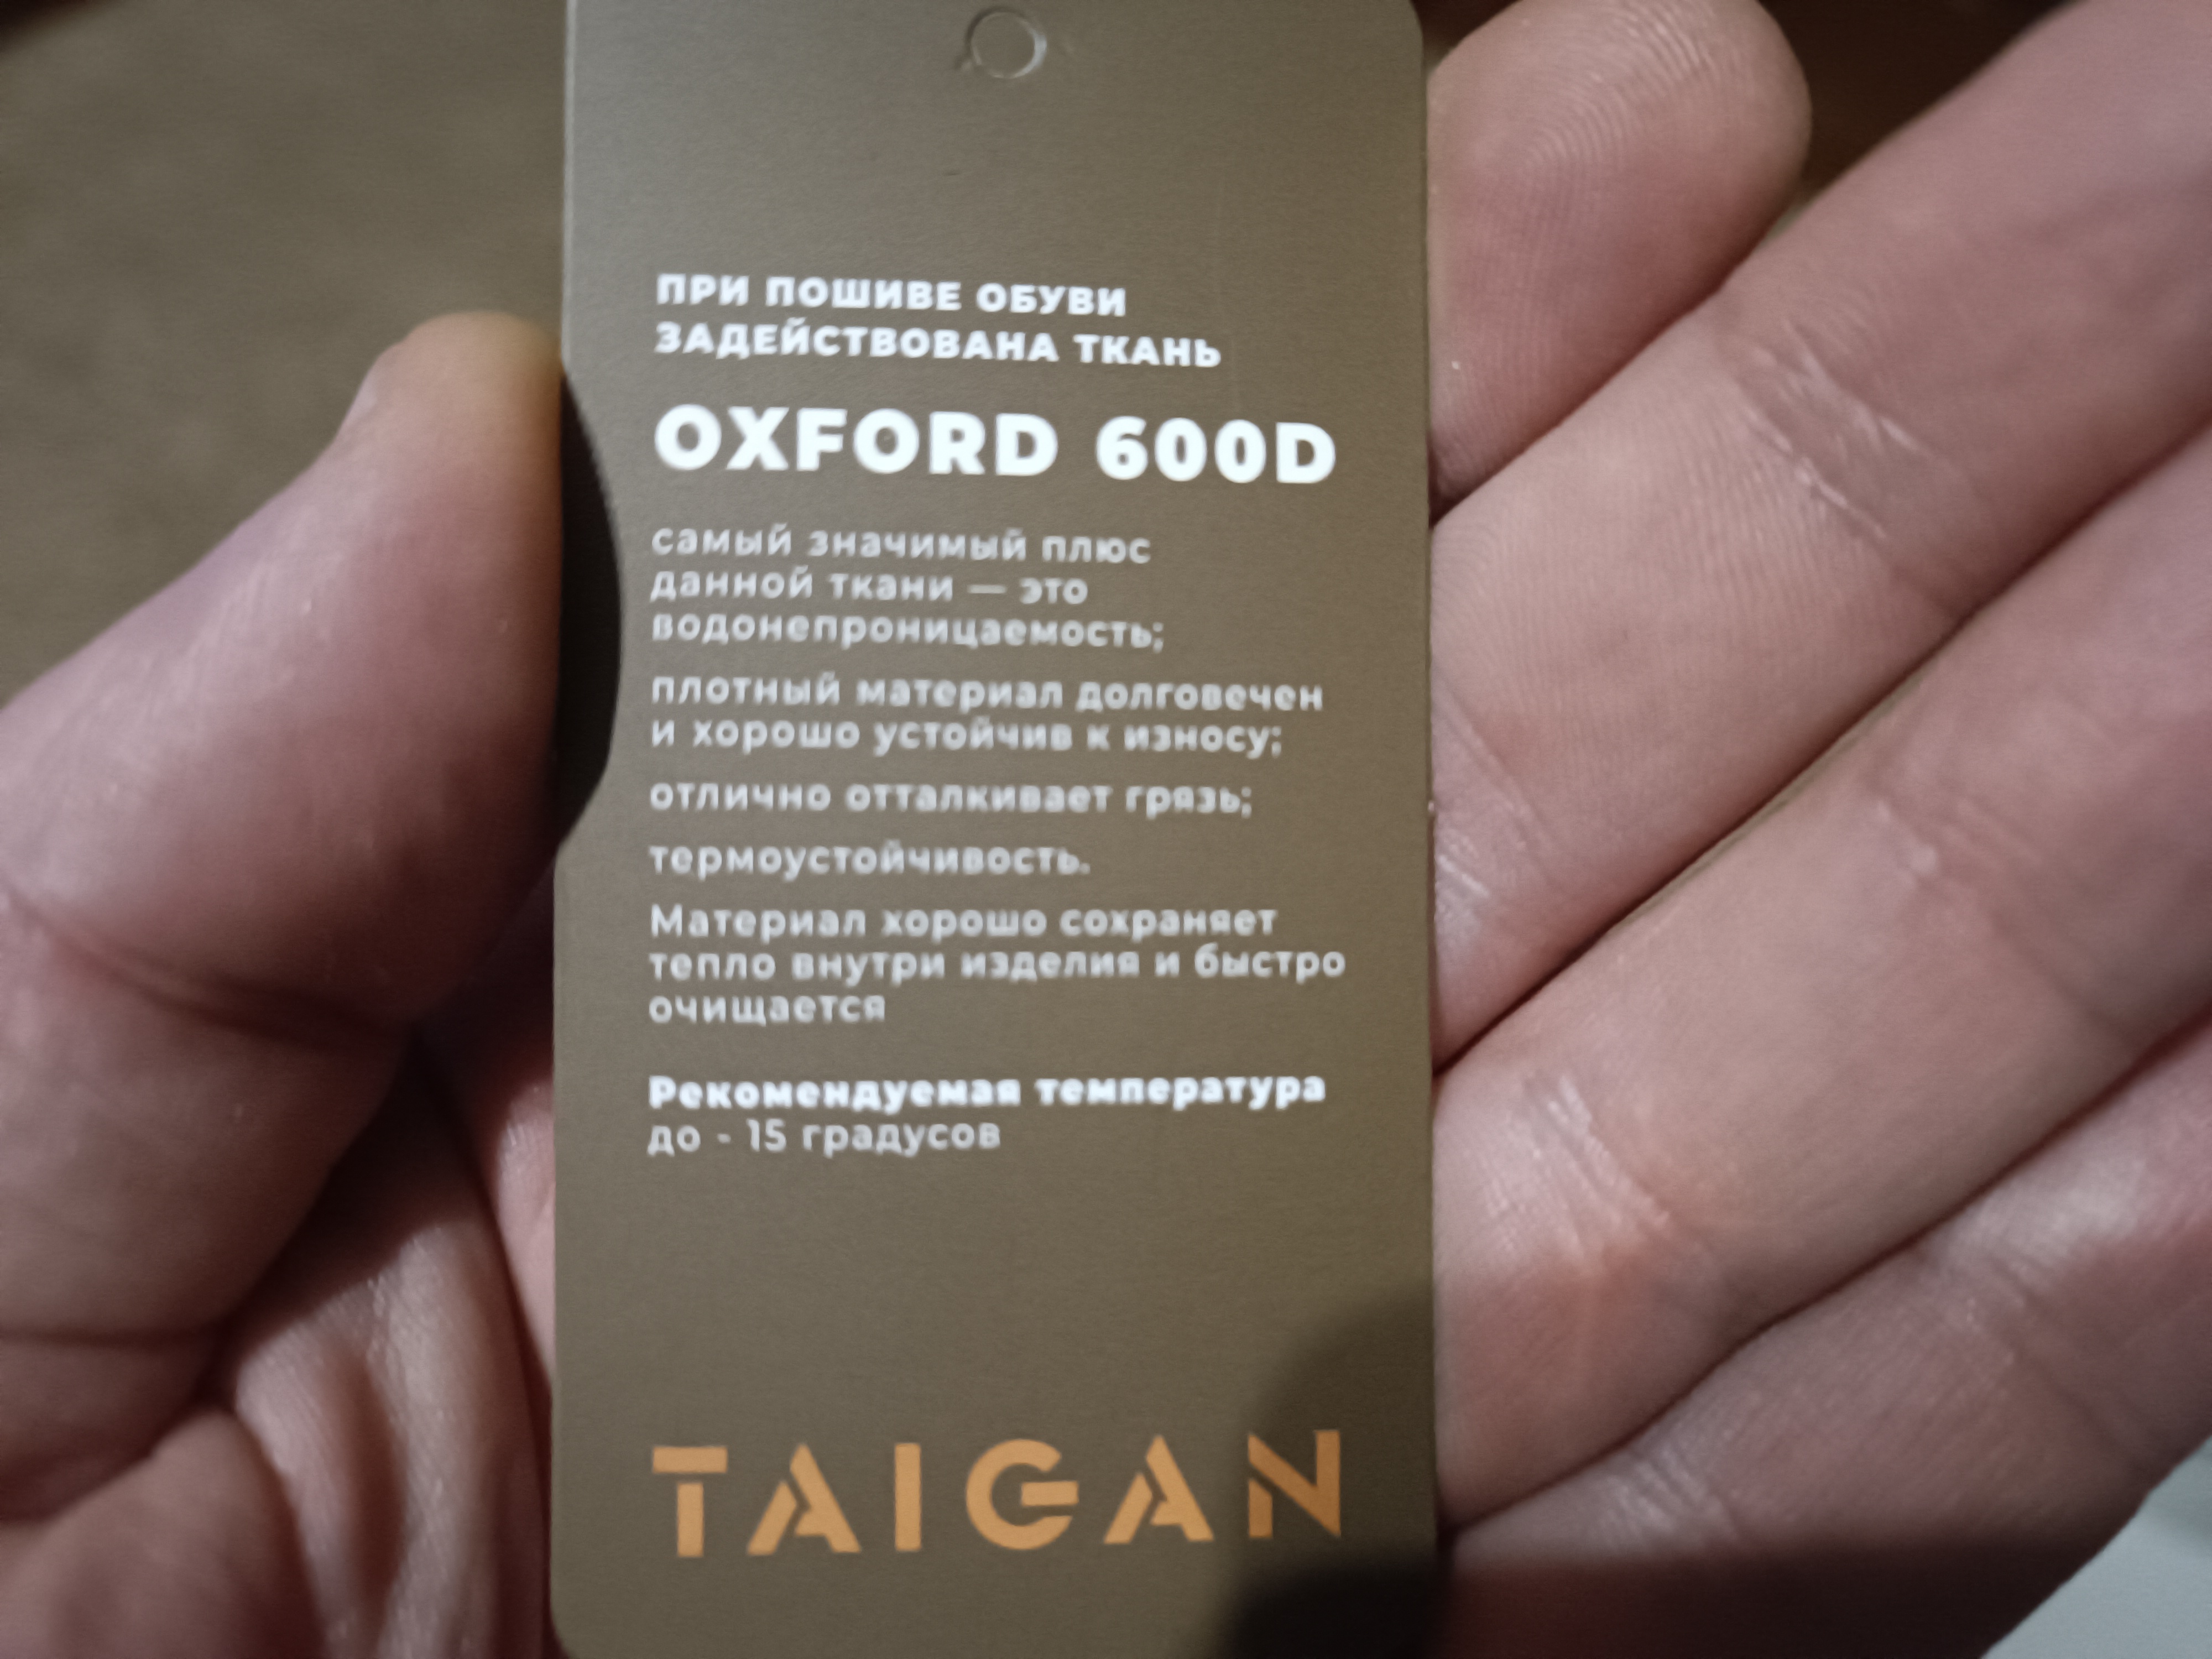 ПРИ ПОШИВЕ ОБУВИ
ЗАДЕЙСТВОВАНА ТКАНЬ
OXFORD 600D
самый значимый плюс
данной ткани — это
водонепроницаемость;
плотный материал долговечен
и хорошо устойчив к износу;
отлично отталкивает грязь;
термоустойчивость.
Материал хорошо сохраняет
тепло внутри изделия и быстро
очищается
Рекомендуемая температура
до - 15 градусов
TAIGAN